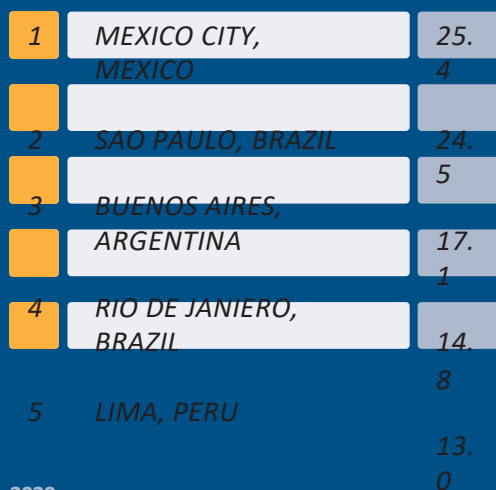 1 MEXICO CITY, 25.
MEXICO 4
2 SAO PAULO, BRAZIL 24.
5
3 BUENOS AIRES,
ARGENTINA 17.
1
4 RIO DE JANIERO,
BRAZIL 14.
8
5 LIMA, PERU
13.
0